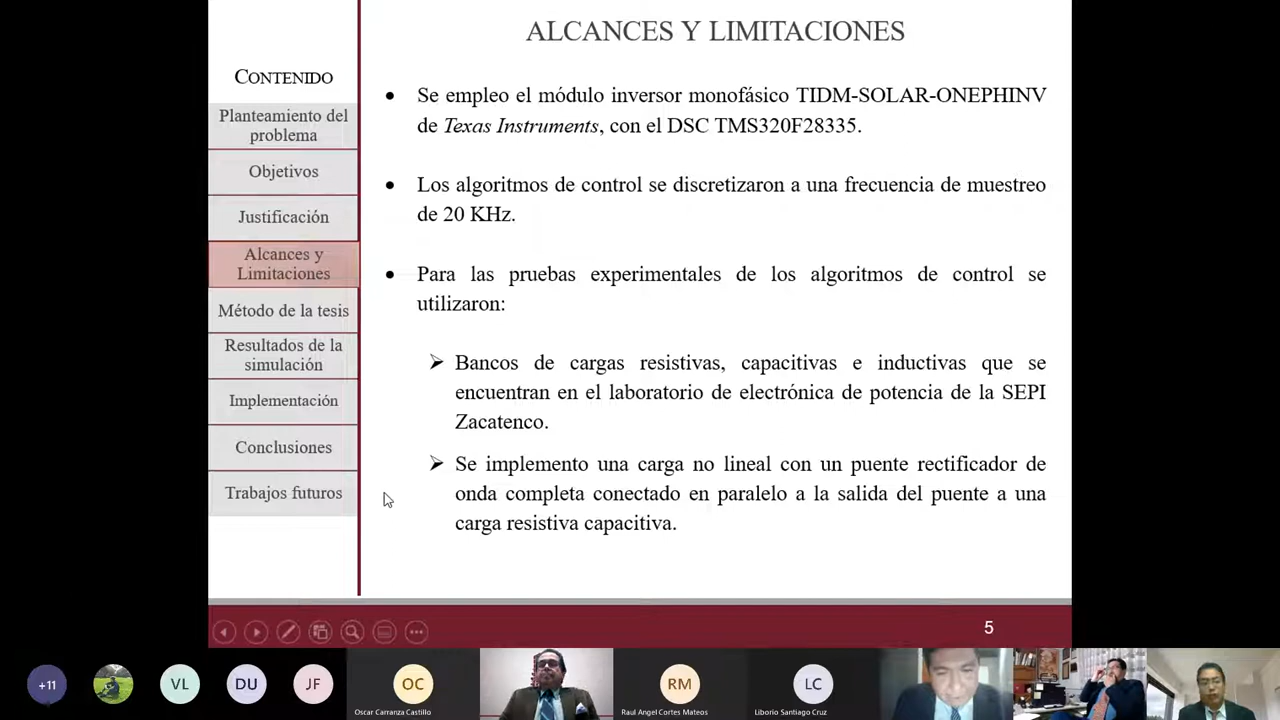 ALCANCES Y LIMITACIONES
CONTENIDO
Planteamiento del
problema
Objetivos
Justificación
Alcances y
Limitaciones
Método de la tesis
Resultados de la
simulación
Implementación
Conclusiones
Trabajos futuros
• Se empleo el módulo inversor monofásico TIDM-SOLAR-ONEPHINV
de Texas Instruments, con el DSC TMS320F28335.
• Los algoritmos de control se discretizaron a una frecuencia de muestreo
de 20 KHz.
• Para las pruebas experimentales de los algoritmos de control se
utilizaron:
➢ Bancos de cargas resistivas, capacitivas e inductivas que se
encuentran en el laboratorio de electrónica de potencia de la SEPI
Zacatenco.
➢ Se implemento una carga no lineal con un puente rectificador de
onda completa conectado en paralelo a la salida del puente a una
carga resistiva capacitiva.
5
+11
VL
DU
JF
OC
Oscar Carranza Castillo
RM
Raul Angel Cortes Mateos
LC
Liborio Santiago Cruz